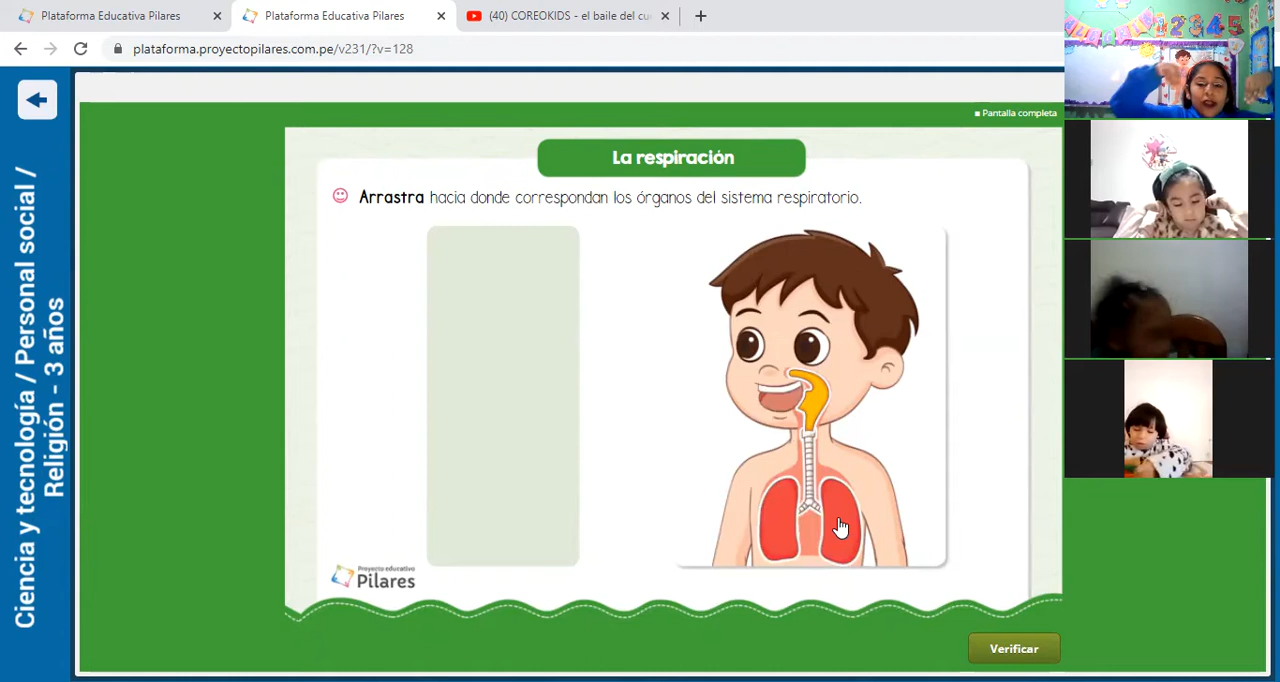 Plataforma Educativa Pilares
Plataforma Educativa Pilares
(40) COREOKIDS - el baile del cu
plataforma.proyectopilares.com.pe/v231/?v=128
Ciencia y tecnología / Personal social /
Religión - 3 años
Pantalla completa
La respiración
Arrastra hacia donde correspondan los órganos del sistema respiratorio.
Proyecto educativo
Pilares
Verificar